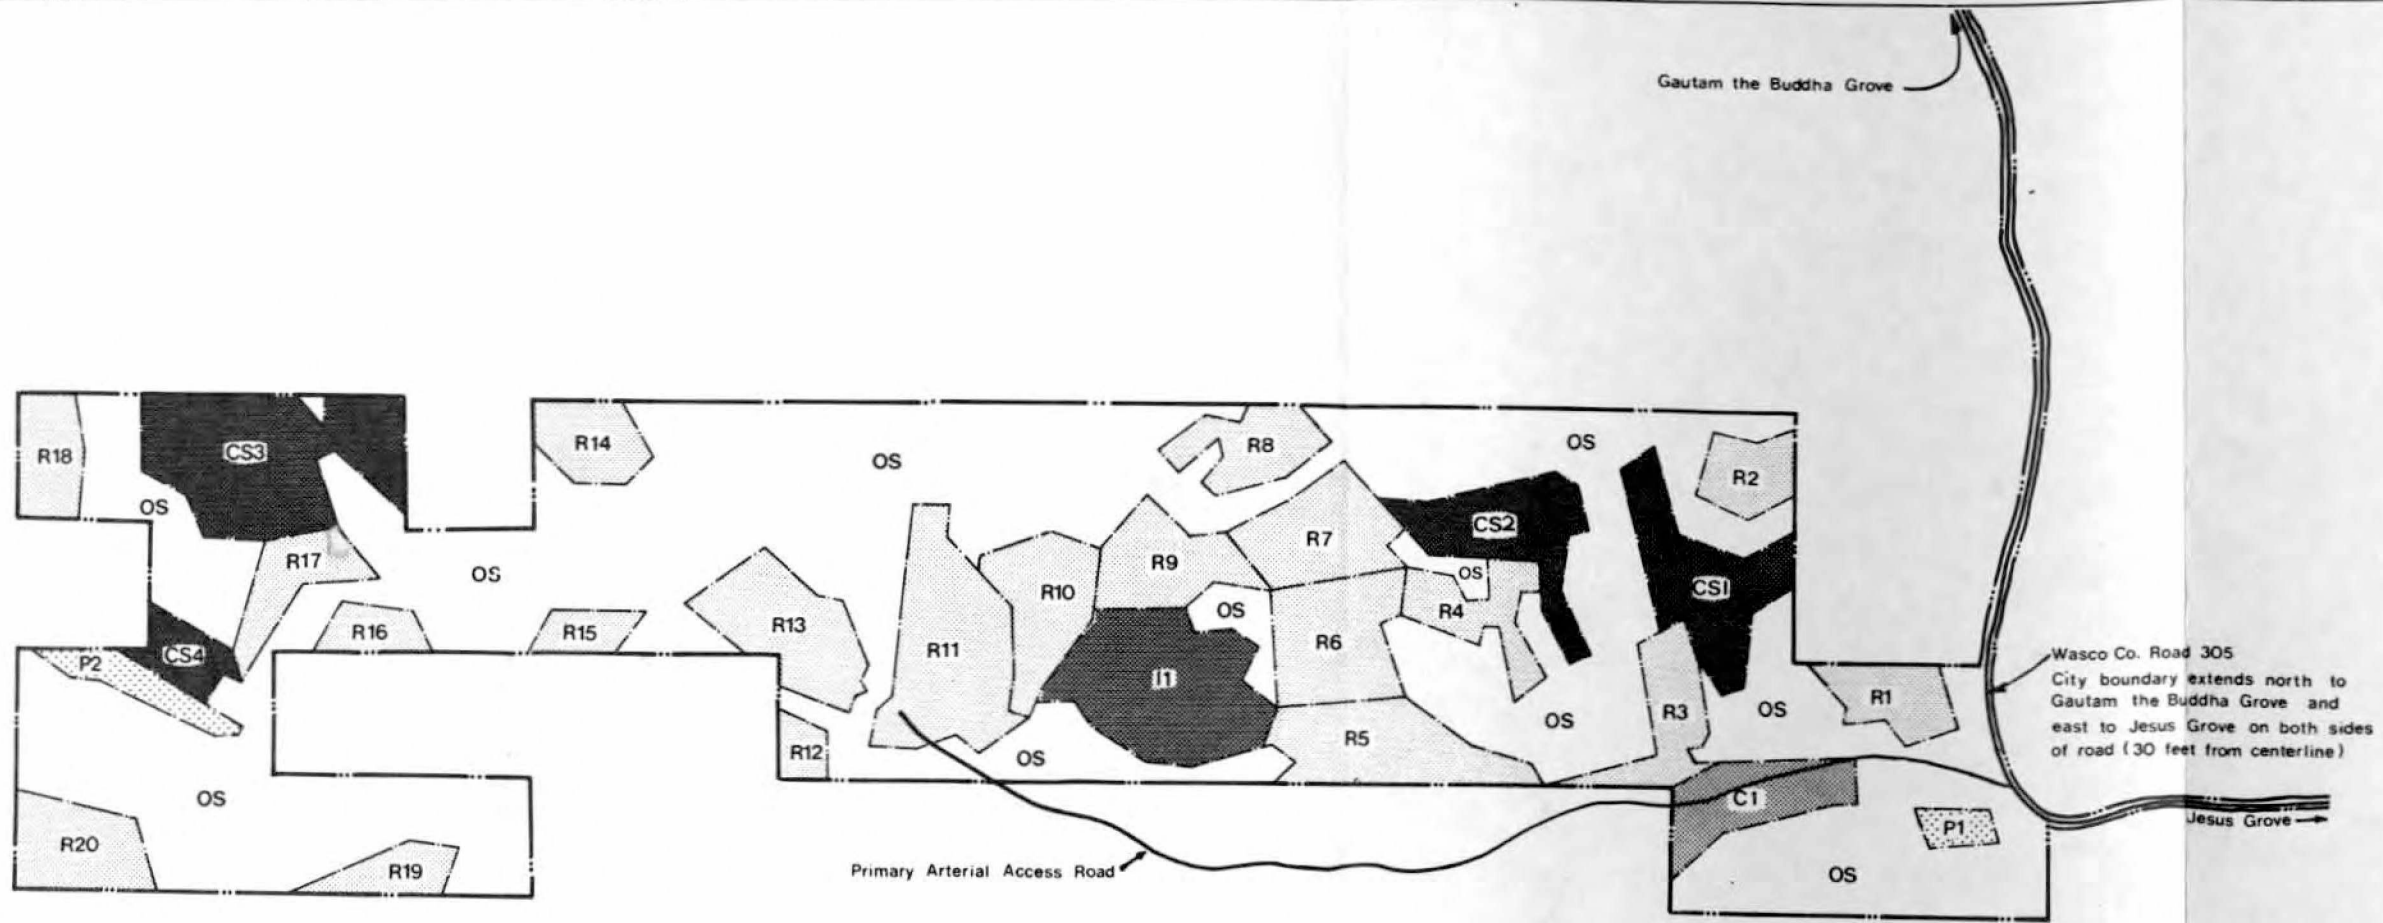 Gautam the Buddha Grove
R18
CS3
R14
OS
R8
OS
R2
OS
CS2
R17
OS
R10
R9
R7
OS
CS1
R16
R15
R13
OS
R4
R11
R6
P2
CS4
I1
R1
Wasco Co. Road 305
City boundary extends north to
Gautam the Buddha Grove and
east to Jesus Grove on both sides
of road (30 feet from centerline)
R12
OS
R5
OS
R3
OS
OS
C1
P1
Jesus Grove
R20
R19
Primary Arterial Access Road
OS